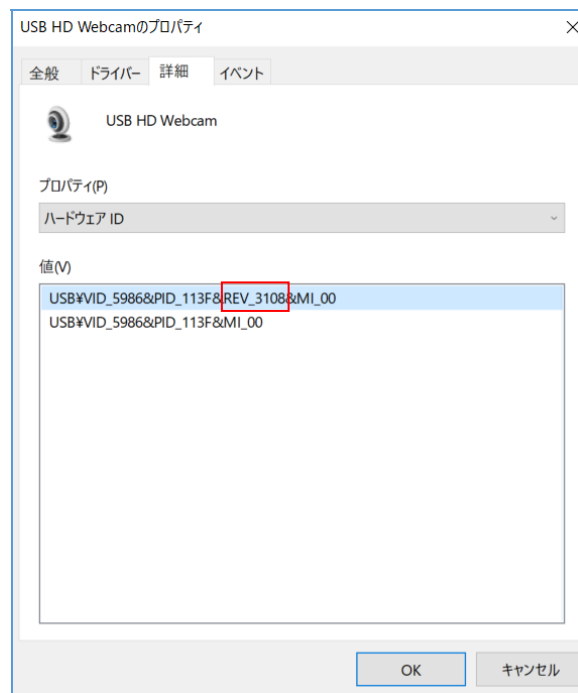 USB HD Webcamのプロパティ
全般 ドライバー 詳細 イベント
USB HD Webcam
プロパティ(P)
ハードウェア ID
値(V)
USB¥VID_5986&PID_113F&REV_3108&MI_00
USB¥VID_5986&PID_113F&MI_00
OK キャンセル